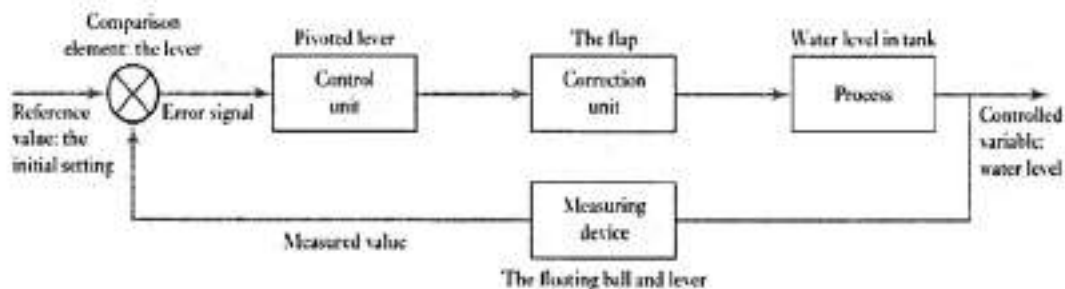 Comparison
element: the lever
Pivoted lever
The flap
Water level in tank
Control
unit
Correction
unit
Process
Error signal
Reference
value: the
initial setting
Controlled
variable:
water level
Measuring
device
Measured value
The floating ball and lever